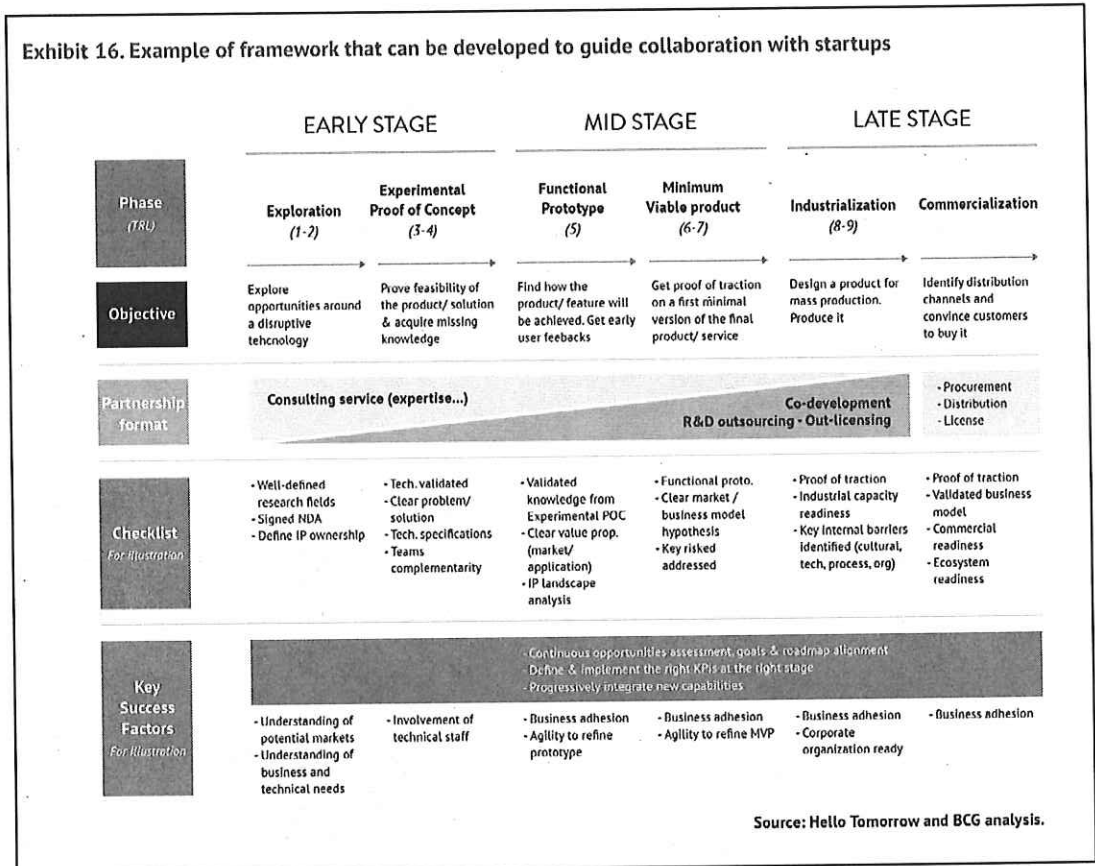 Exhibit 16. Example of framework that can be developed to guide collaboration with startups
EARLY STAGE
MID STAGE
LATE STAGE
Phase
(TRL)
Exploration
(1-2)
Experimental
Proof of Concept
(3-4)
Functional
Prototype
(5)
Minimum
Viable product
(6-7)
Industrialization
(8-9)
Commercialization
Objective
Explore
opportunities around
a disruptive
tehcnology
Prove feasibility of
the product/ solution
& acquire missing
knowledge
Find how the
product/ feature will
be achieved. Get early
user feebacks
Get proof of traction
on a first minimal
version of the final
product/ service
Design a product for
mass production.
Produce it
Identify distribution
channels and
convince customers
to buy it
Partnership
format
Consulting service (expertise...)
Co-development
R&D outsourcing - Out-licensing
- Procurement
- Distribution
- License
Checklist
For Illustration
- Well-defined
research fields
- Signed NDA
- Define IP ownership
- Tech. validated
- Clear problem/
solution
- Tech. specifications
- Teams
complementarity
- Validated
knowledge from
Experimental POC
- Clear value prop.
(market/
application)
- IP landscape
analysis
- Functional proto.
- Clear market /
business model
hypothesis
- Key risked
addressed
- Proof of traction
- Industrial capacity
readiness
- Key internal barriers
identified (cultural,
tech, process, org)
- Proof of traction
- Validated business
model
- Commercial
readiness
- Ecosystem
readiness
Key
Success
Factors
For Illustration
- Continuous opportunities assessment, goals & roadmap alignment
- Define & implement the right KPIs at the right stage
- Progressively integrate new capabilities
- Understanding of
potential markets
- Understanding of
business and
technical needs
- Involvement of
technical staff
- Business adhesion
- Agility to refine
prototype
- Business adhesion
- Agility to refine MVP
- Business adhesion
- Corporate
organization ready
- Business adhesion
Source: Hello Tomorrow and BCG analysis.